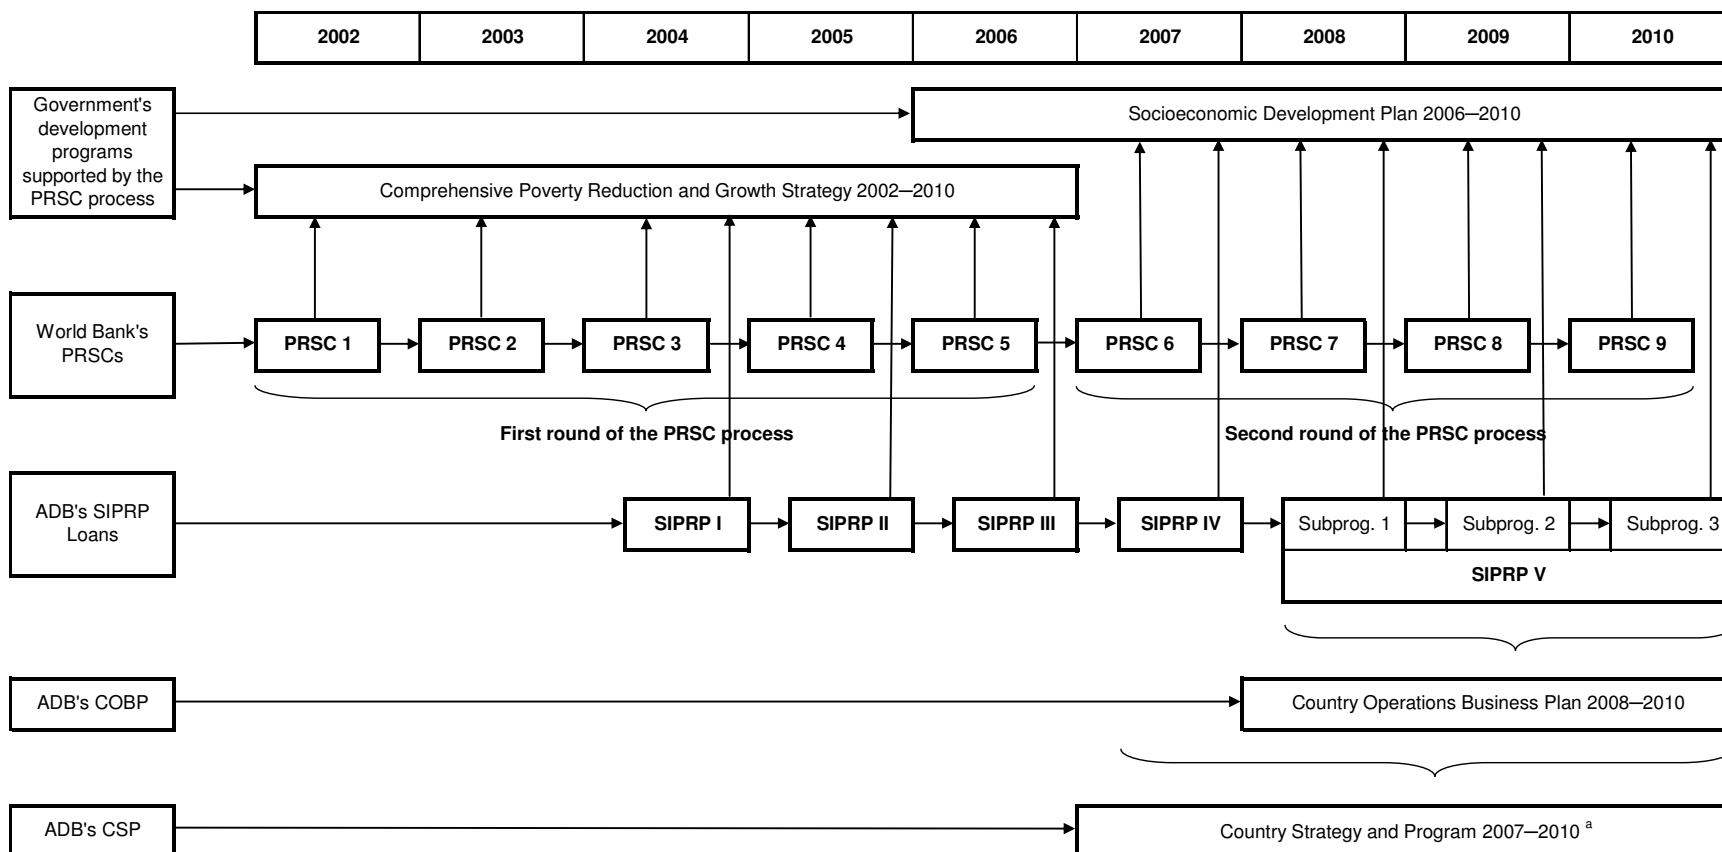 2002 2003 2004 2005 2006 2007 2008 2009 2010
Government's
development
programs
supported by the
PRSC process
Socioeconomic Development Plan 2006—2010
Comprehensive Poverty Reduction and Growth Strategy 2002—2010
World Bank's
PRSCs
PRSC 1 PRSC 2 PRSC 3 PRSC 4 PRSC 5 PRSC 6 PRSC 7 PRSC 8 PRSC 9
First round of the PRSC process Second round of the PRSC process
ADB's SIPRP
Loans
SIPRP I SIPRP II SIPRP III SIPRP IV Subprog. 1 Subprog. 2 Subprog. 3
SIPRP V
ADB's COBP Country Operations Business Plan 2008—2010
ADB's CSP Country Strategy and Program 2007—2010 a